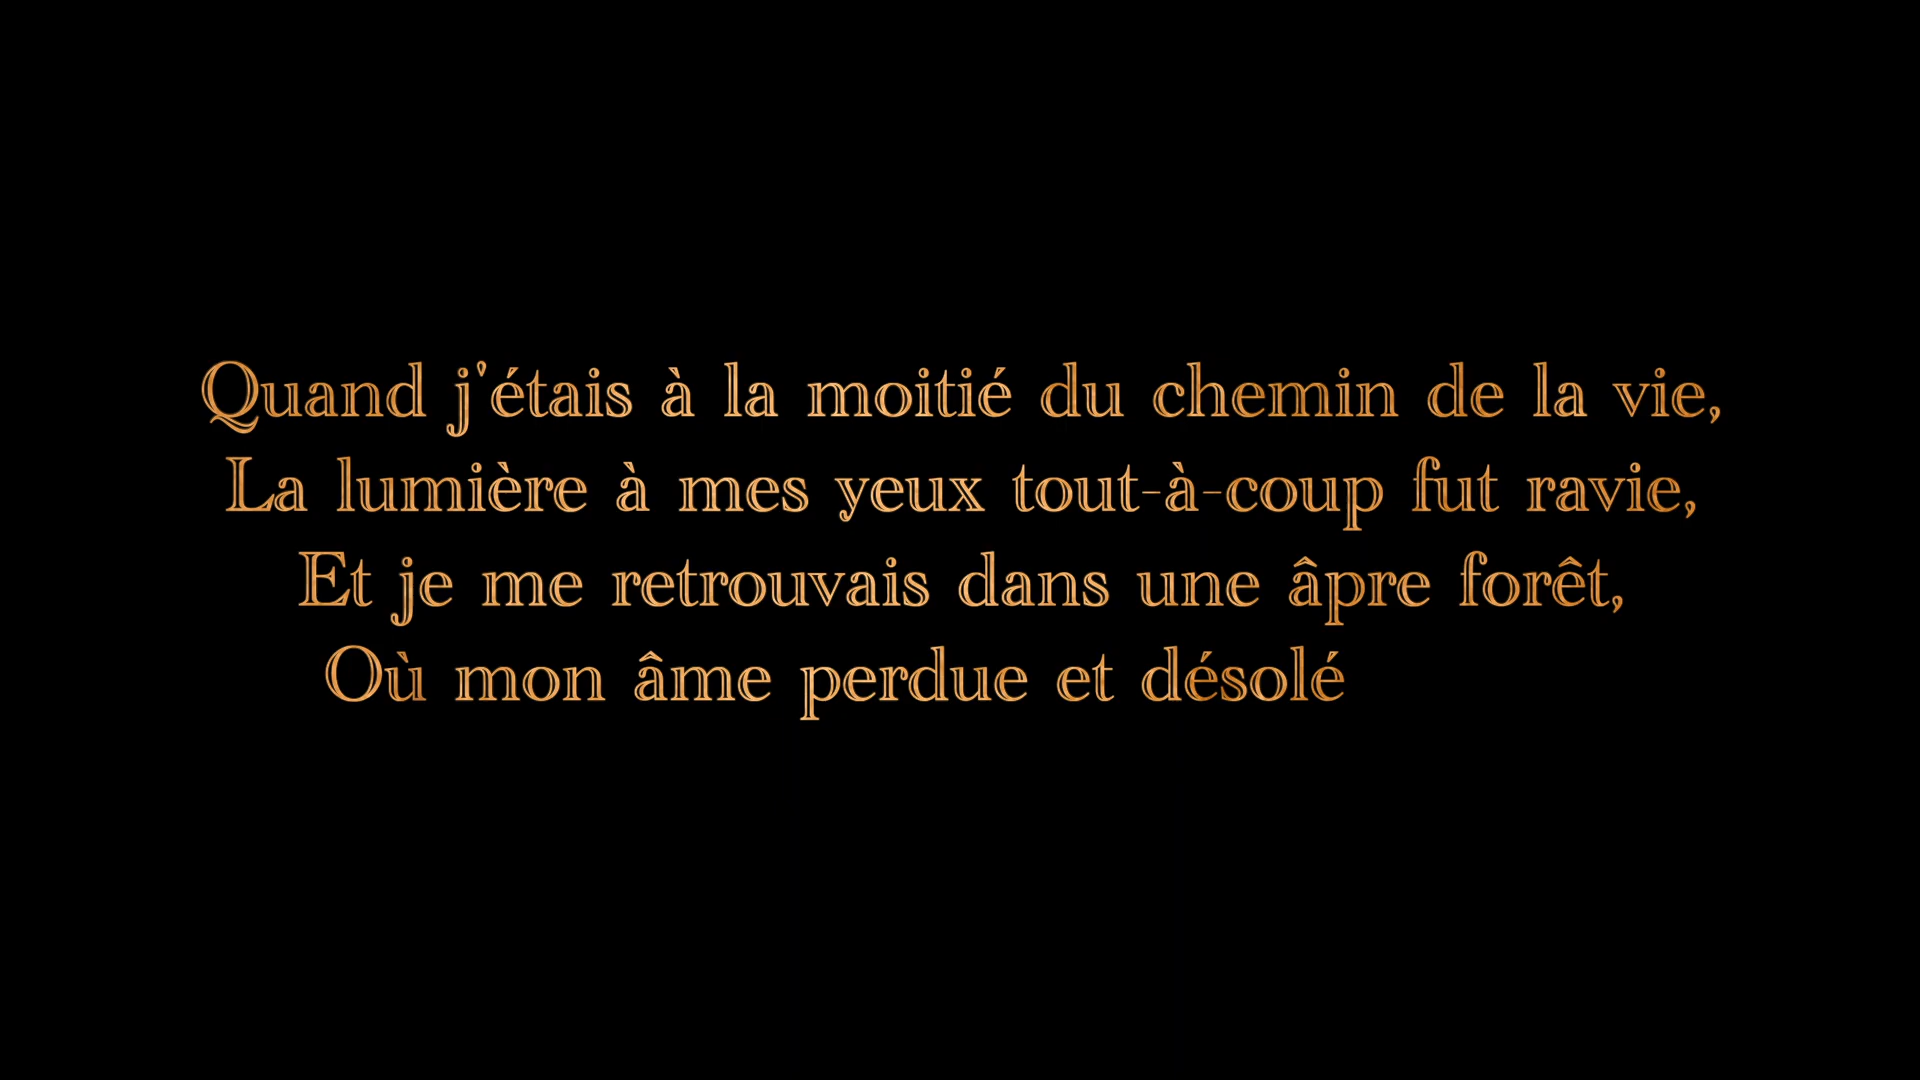 Quand j'étais à la moitié du chemin de la vie,
La lumière à mes yeux tout-à-coup fut ravie,
Et je me retrouvais dans une âpre forêt,
Où mon âme perdue et désolé